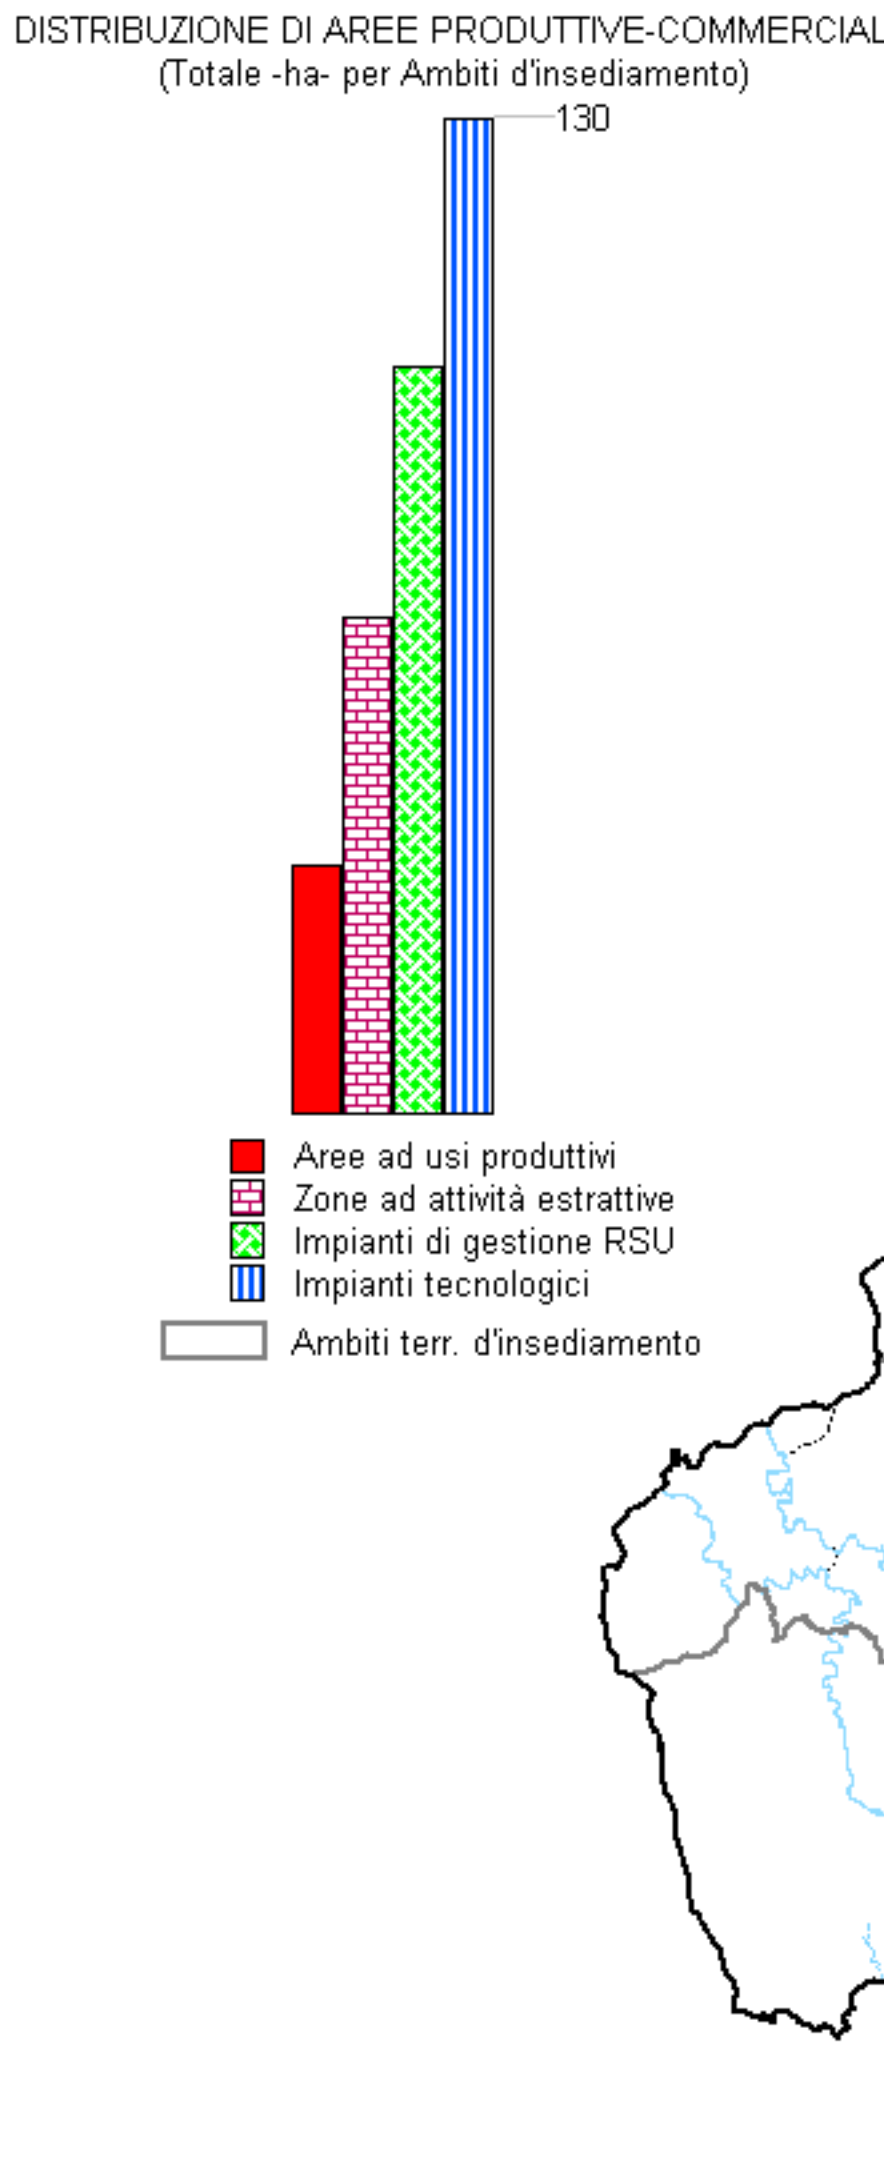 DISTRIBUZIONE DI AREE PRODUTTIVE-COMMERCIAL
(Totale -ha- per Ambiti d'insediamento)
130
Aree ad usi produttivi
Zone ad attività estrattive
Impianti di gestione RSU
Impianti tecnologici
Ambiti terr. d'insediamento